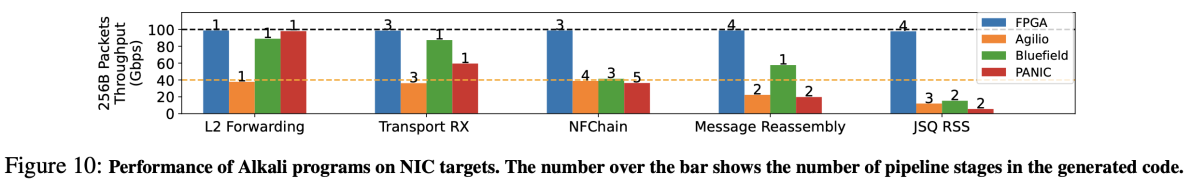 256B Packets
Throughput
(Gbps)
100
80
60
40
20
0
1 1 1 1
3 3 1 1
3 4 3 5
4 2 1 2
4 3 2 2
FPGA
Agilio
Bluefield
PANIC
L2 Forwarding
Transport RX
NFChain
Message Reassembly
JSQ RSS
Figure 10: Performance of Alkali programs on NIC targets. The number over the bar shows the number of pipeline stages in the generated code.